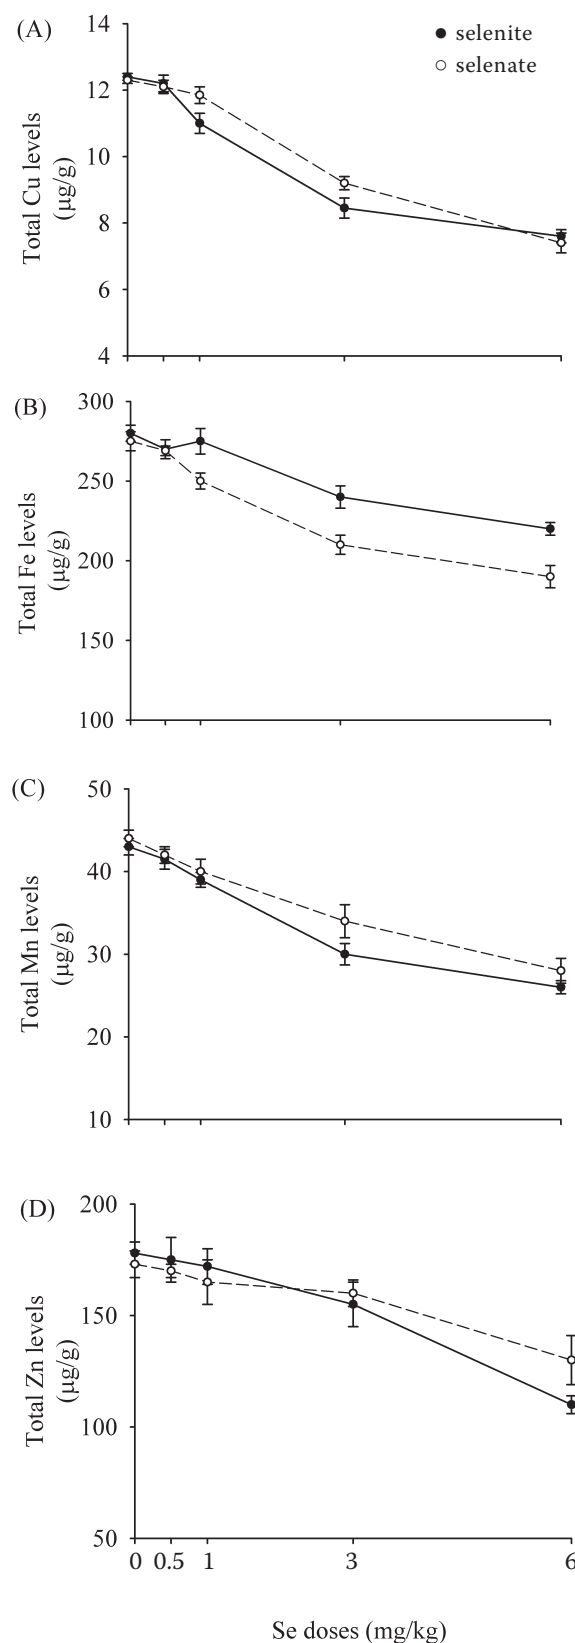 (A)
selenite
selenate
14
12
10
8
6
4
Total Cu levels
(μg/g)
(B)
300
250
200
150
100
Total Fe levels
(μg/g)
(C)
50
40
30
20
10
Total Mn levels
(μg/g)
(D)
200
150
100
50
Total Zn levels
(μg/g)
0 0.5 1 3 6
Se doses (mg/kg)